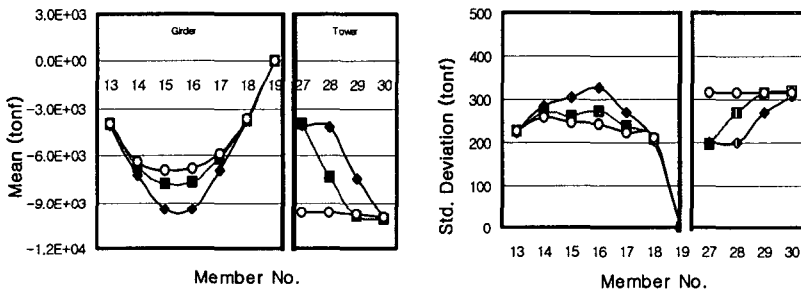 3.0E+03
0.00E+00
-3.0E+03
-6.0E+03
-9.0E+03
-1.2E+04
Mean (tonf)
Girder
Tower
13 14 15 16 17 18 19 27 28 29 30
Member No.
500
400
300
200
100
0
Std. Deviation (tonf)
13 14 15 16 17 18 19 27 28 29 30
Member No.